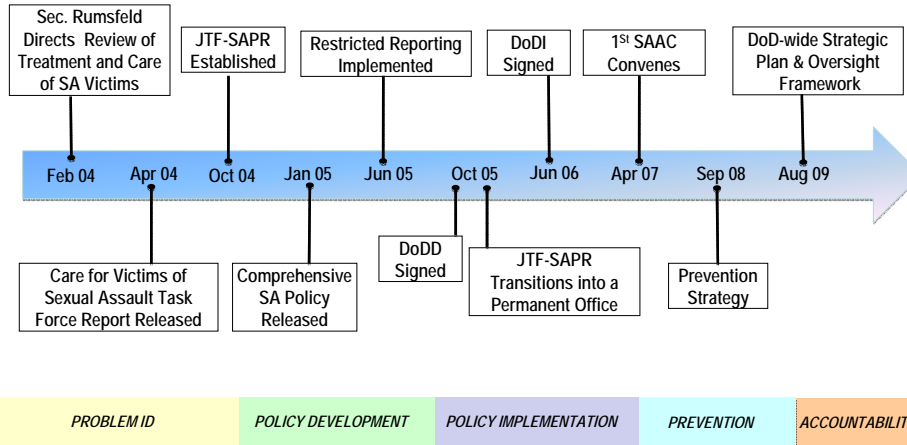 Sec. Rumsfeld
Directs Review of
Treatment and Care
of SA Victims
JTF-SAPR
Established
Restricted Reporting
Implemented
DoDI
Signed
1St SAAC
Convenes
DoD-wide Strategic
Plan & Oversight
Framework
Feb 04
Apr 04
Oct 04
Jan 05
Jun 05
Oct 05
Jun 06
Apr 07
Sep 08
Aug 09
Care for Victims of
Sexual Assault Task
Force Report Released
Comprehensive
SA Policy
Released
DoDD
Signed
JTF-SAPR
Transitions into a
Permanent Office
Prevention
Strategy
PROBLEM ID
POLICY DEVELOPMENT
POLICY IMPLEMENTATION
PREVENTION
ACCOUNTABILIT